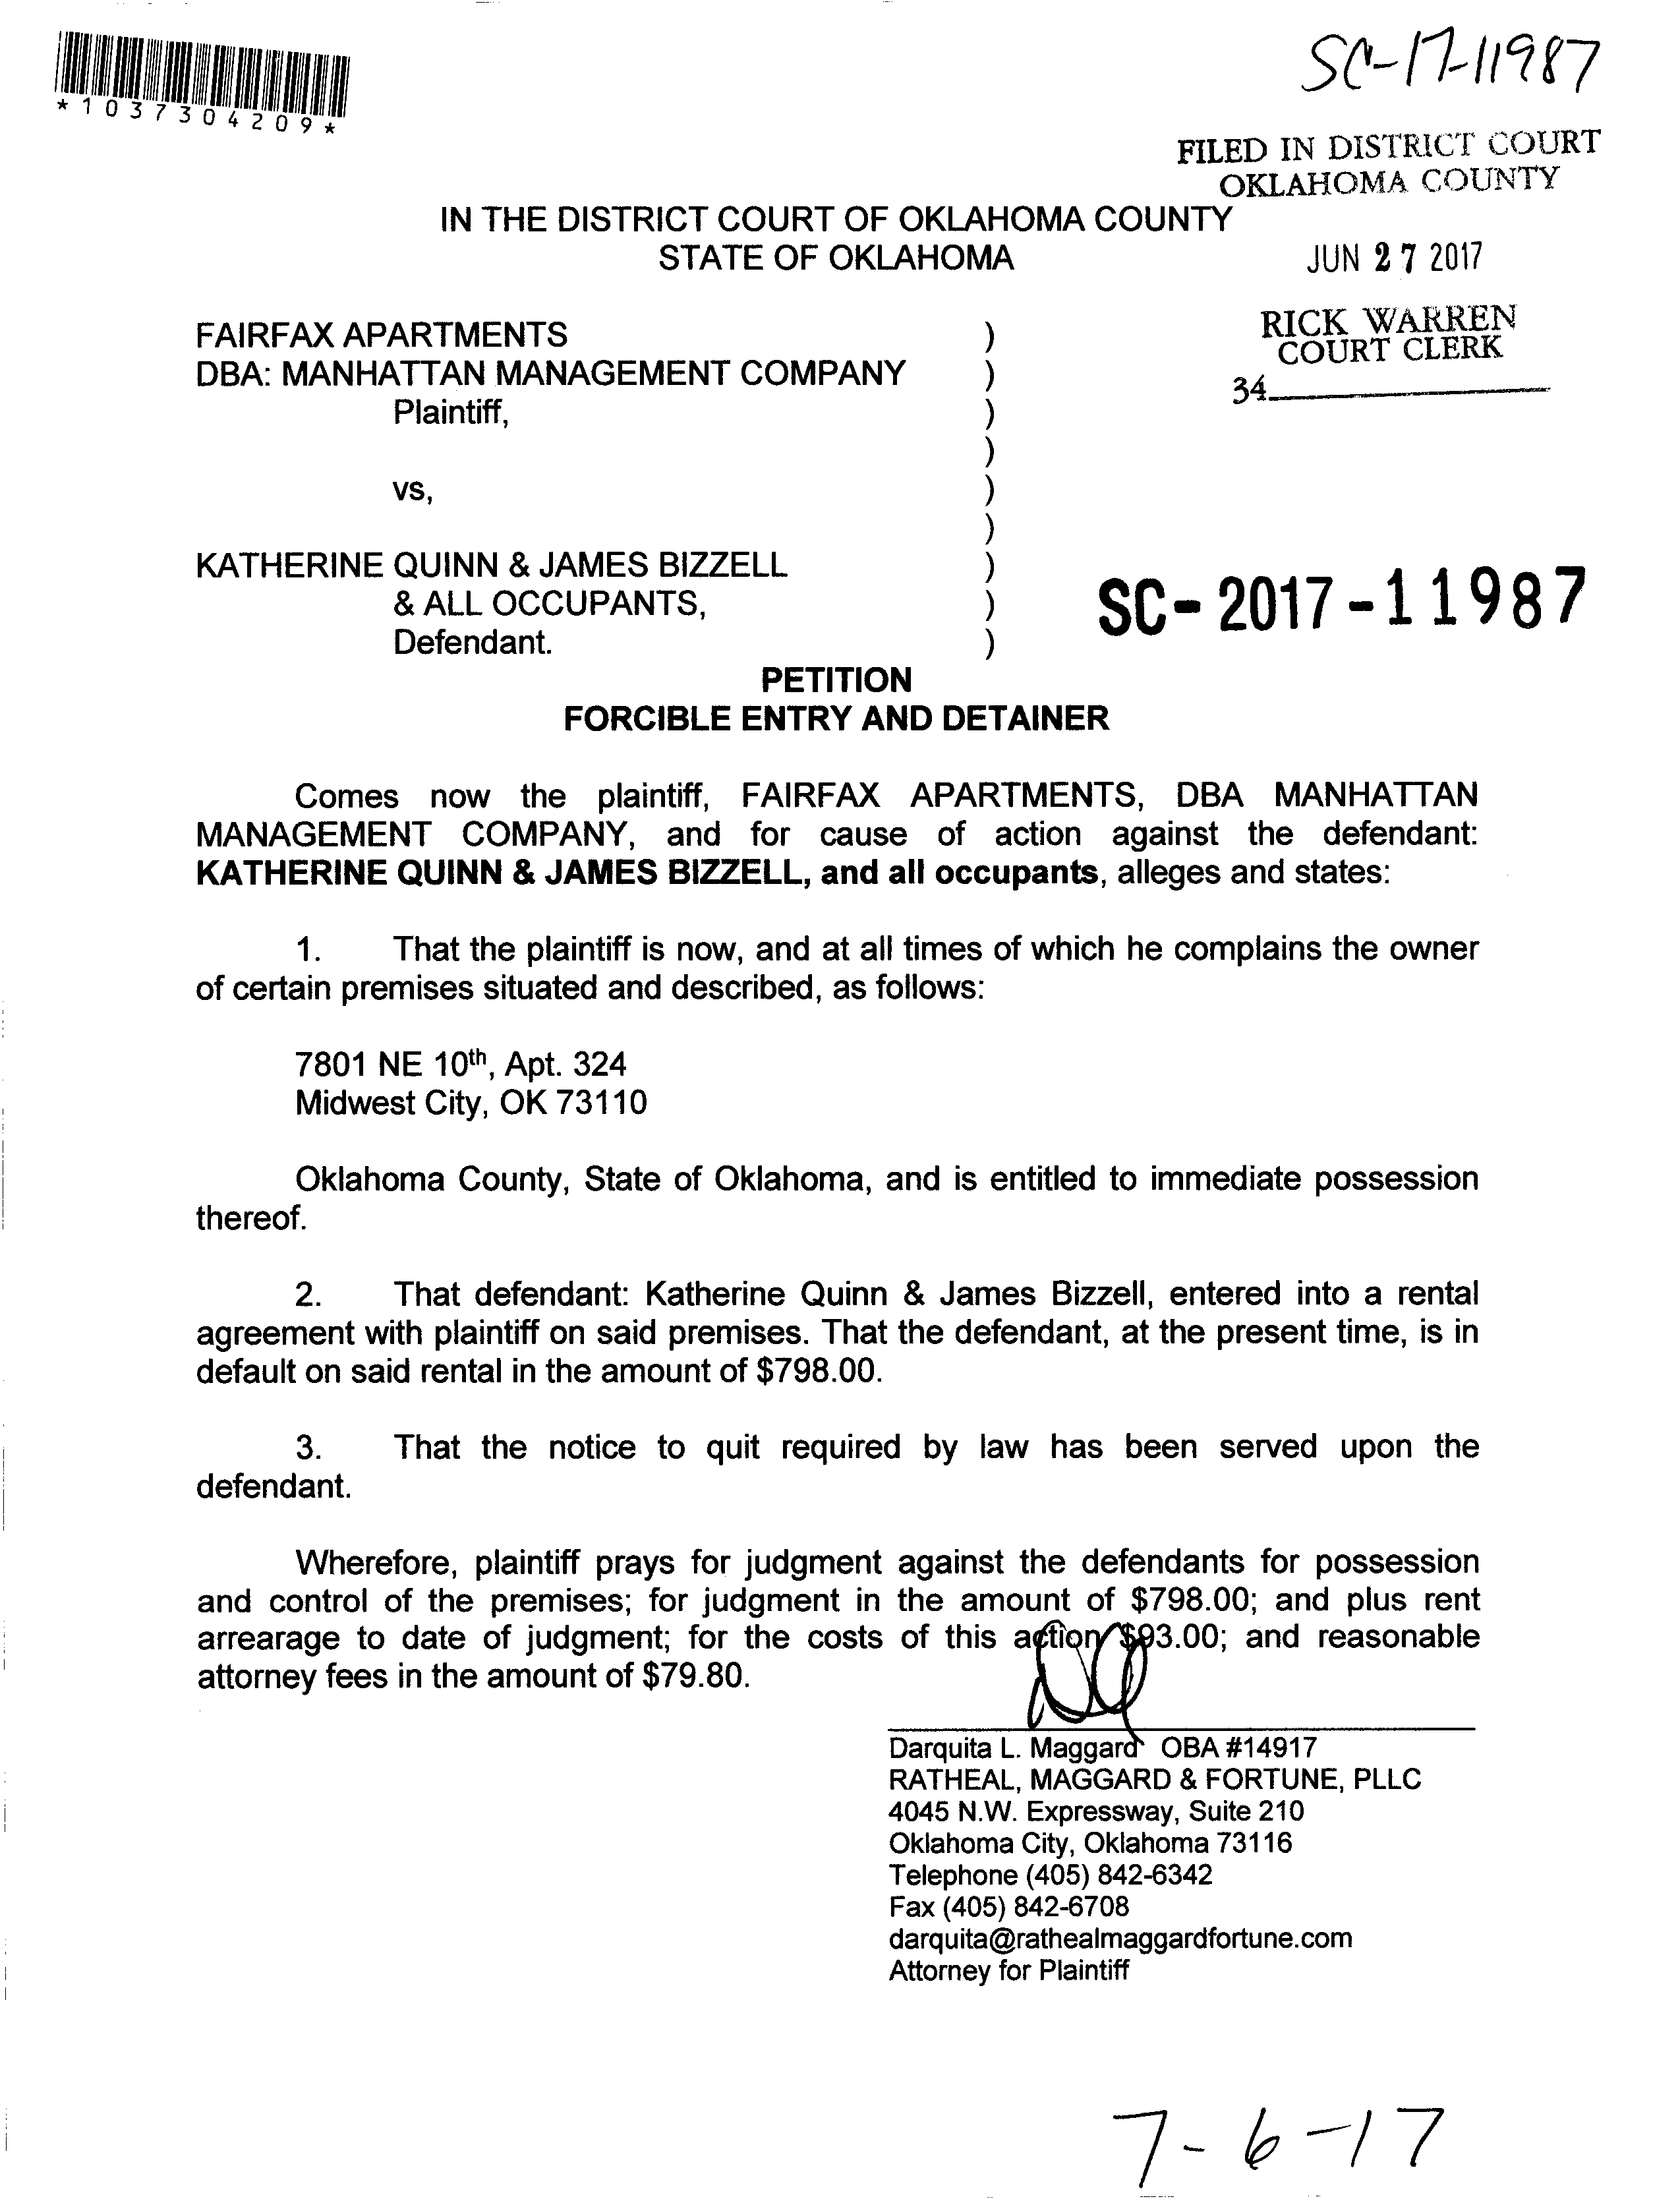 SC-17-11987
*1037304209*
FILED IN DISTRICT COURT
OKLAHOMA COUNTY
IN THE DISTRICT COURT OF OKLAHOMA COUNTY
STATE OF OKLAHOMA
JUN 27 2017
FAIRFAX APARTMENTS )
RICK WARREN
COURT CLERK
DBA: MANHATTAN MANAGEMENT COMPANY )
34
Plaintiff, )
)
vs, )
)
KATHERINE QUINN & JAMES BIZZELL )
& ALL OCCUPANTS, )
SC-2017-11987
Defendant. )
PETITION
FORCIBLE ENTRY AND DETAINER
Comes now the plaintiff, FAIRFAX APARTMENTS, DBA MANHATTAN
MANAGEMENT COMPANY, and for cause of action against the defendant:
KATHERINE QUINN & JAMES BIZZELL, and all occupants, alleges and states:
1. That the plaintiff is now, and at all times of which he complains the owner
of certain premises situated and described, as follows:
7801 NE 10th, Apt. 324
Midwest City, OK 73110
Oklahoma County, State of Oklahoma, and is entitled to immediate possession
thereof.
2. That defendant: Katherine Quinn & James Bizzell, entered into a rental
agreement with plaintiff on said premises. That the defendant, at the present time, is in
default on said rental in the amount of $798.00.
3. That the notice to quit required by law has been served upon the
defendant.
Wherefore, plaintiff prays for judgment against the defendants for possession
and control of the premises; for judgment in the amount of $798.00; and plus rent
arrearage to date of judgment; for the costs of this action $93.00; and reasonable
attorney fees in the amount of $79.80.
Darquita L. Maggard OBA #14917
RATHEAL, MAGGARD & FORTUNE, PLLC
4045 N.W. Expressway, Suite 210
Oklahoma City, Oklahoma 73116
Telephone (405) 842-6342
Fax (405) 842-6708
darquita@rathealmaggardfortune.com
Attorney for Plaintiff
7-6-17